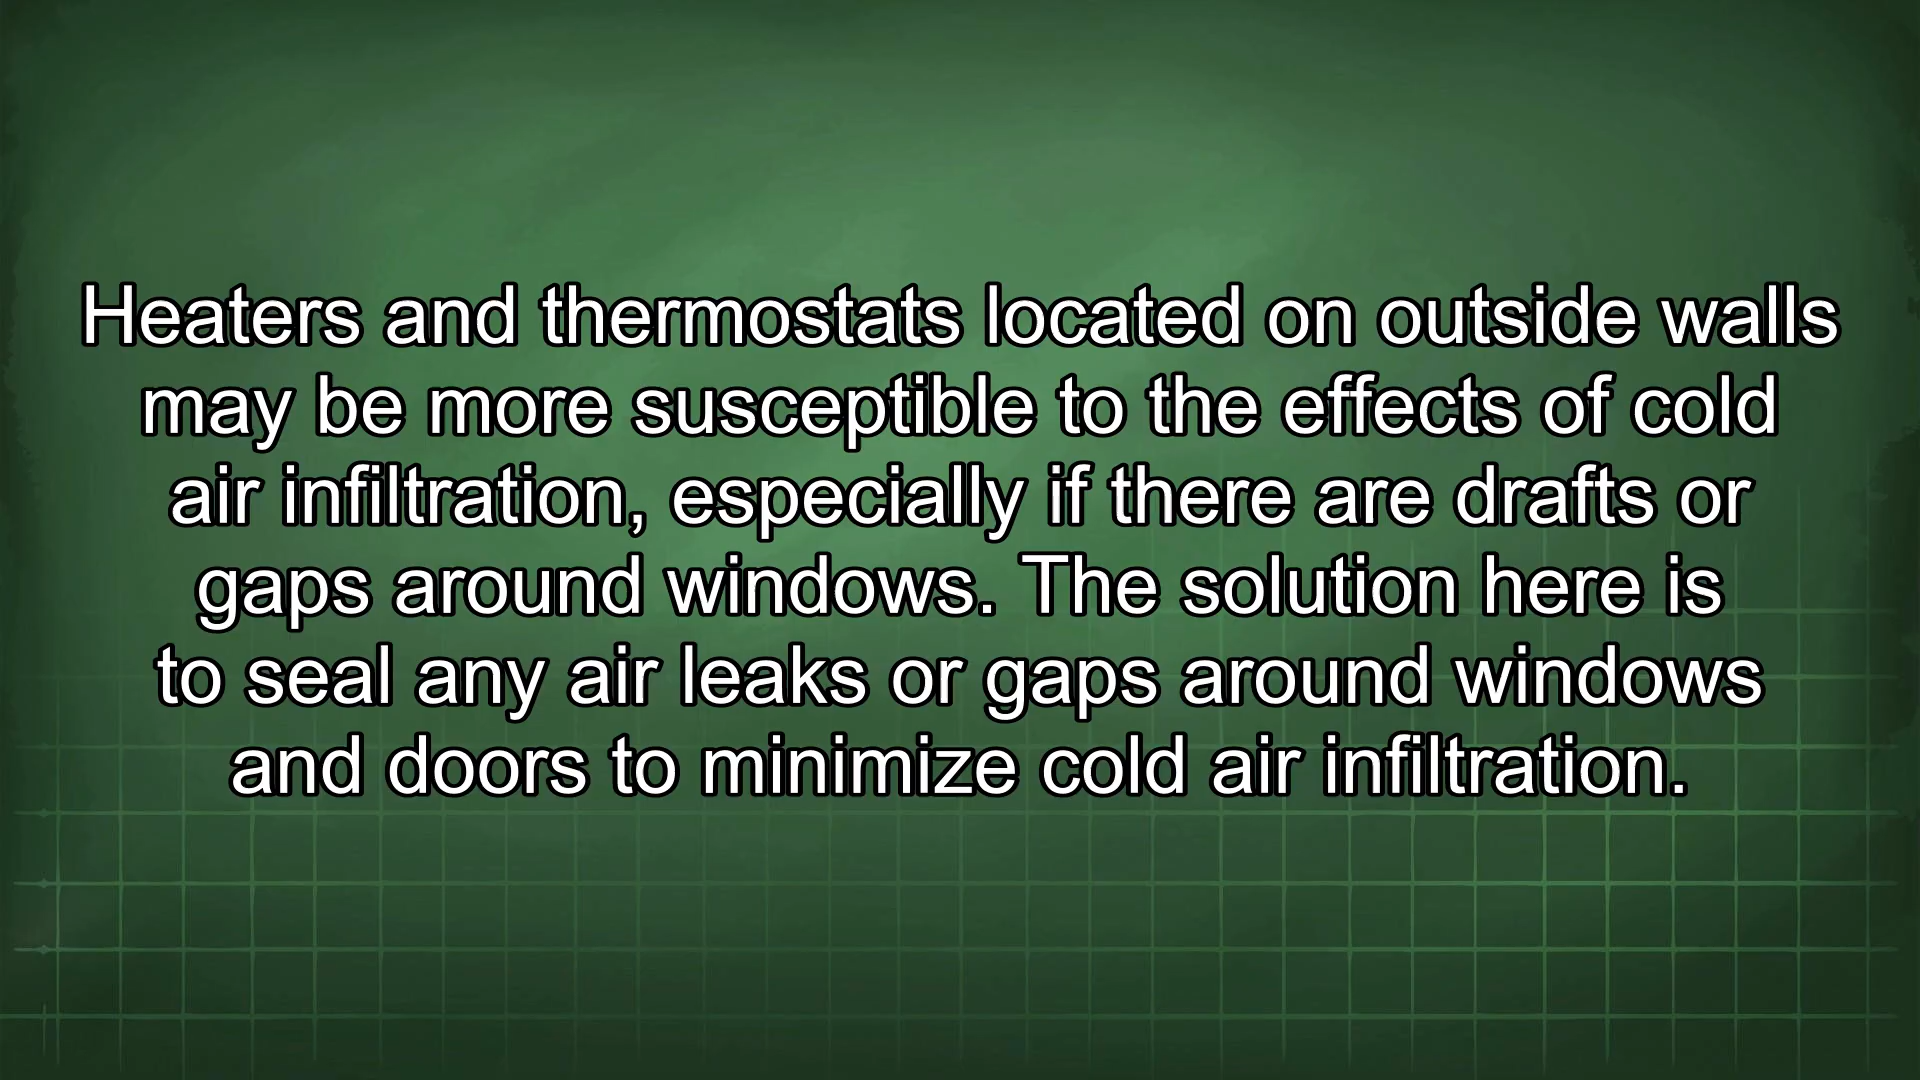 Heaters and thermostats located on outside walls
may be more susceptible to the effects of cold
air infiltration, especially if there are drafts or
gaps around windows. The solution here is
to seal any air leaks or gaps around windows
and doors to minimize cold air infiltration.